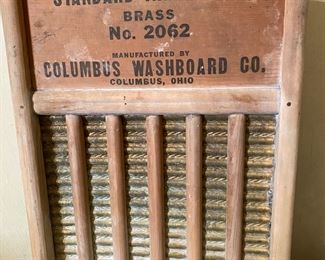 STANDARD
BRASS
No. 2062
MANUFACTURED BY
COLUMBUS WASHBOARD CO.
COLUMBUS, OHIO